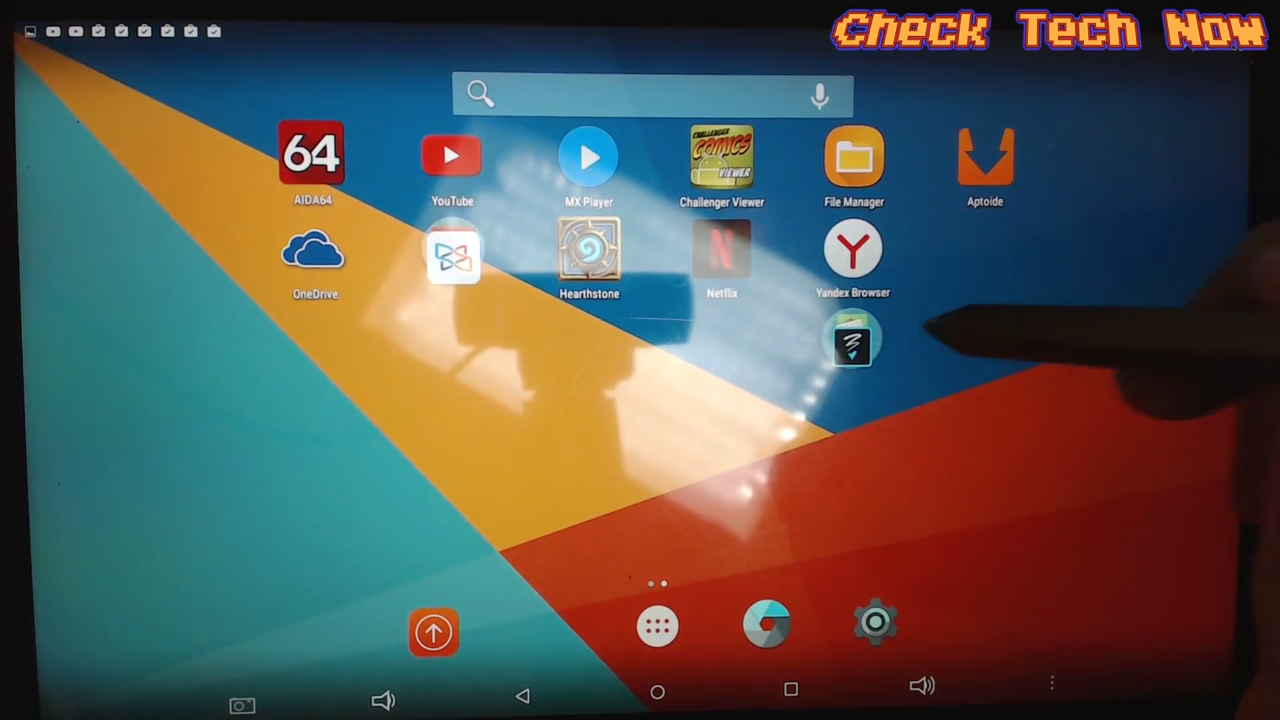 Check Tech Now
64
CHALLENGER
COMICS
VIEWER
AIDA64
YouTube
MX Player
Challenger Viewer
File Manager
Aptoide
N
Y
OneDrive
Hearthstone
Netflix
Yandex Browser